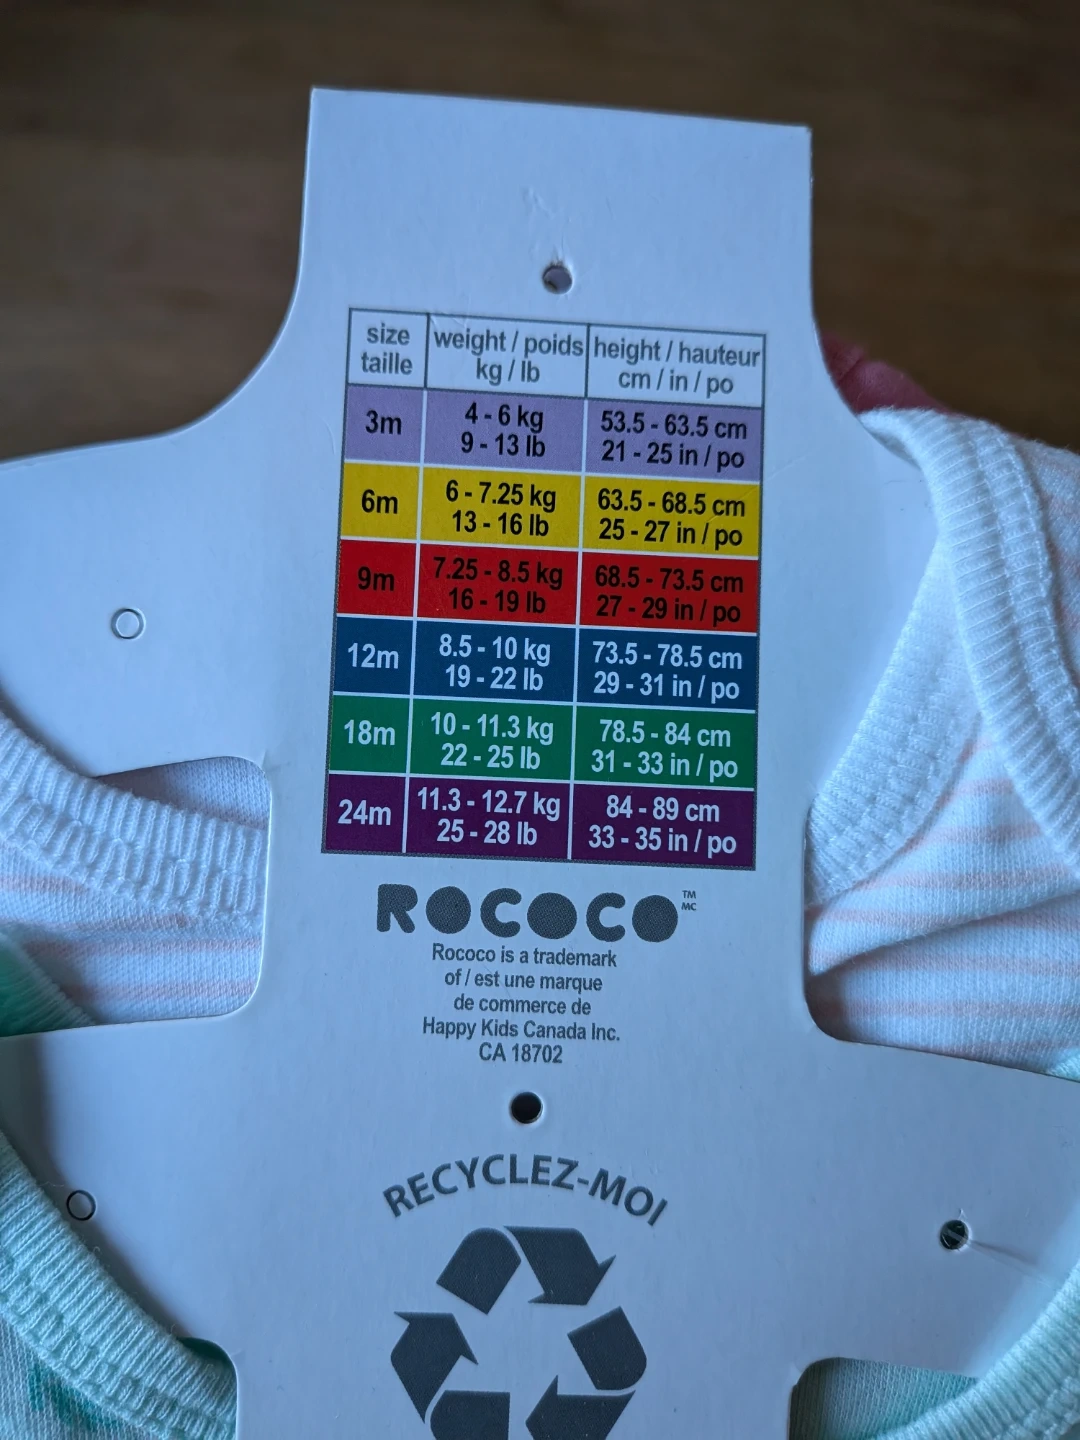 size weight / poids height / hauteur
taille kg / lb cm / in / po
3m 4 - 6 kg 53.5 - 63.5 cm
9 - 13 lb 21 - 25 in / po
6m 6 - 7.25 kg 63.5 - 68.5 cm
13 - 16 lb 25 - 27 in / po
9m 7.25 - 8.5 kg 68.5 - 73.5 cm
16 - 19 lb 27 - 29 in / po
12m 8.5 - 10 kg 73.5 - 78.5 cm
19 - 22 lb 29 - 31 in / po
18m 10 - 11.3 kg 78.5 - 84 cm
22 - 25 lb 31 - 33 in / po
24m 11.3 - 12.7 kg 84 - 89 cm
25 - 28 lb 33 - 35 in / po
ROCOCO TM MC
Rococo is a trademark
of / est une marque
de commerce de
Happy Kids Canada Inc.
CA 18702
RECYCLEZ-MOI